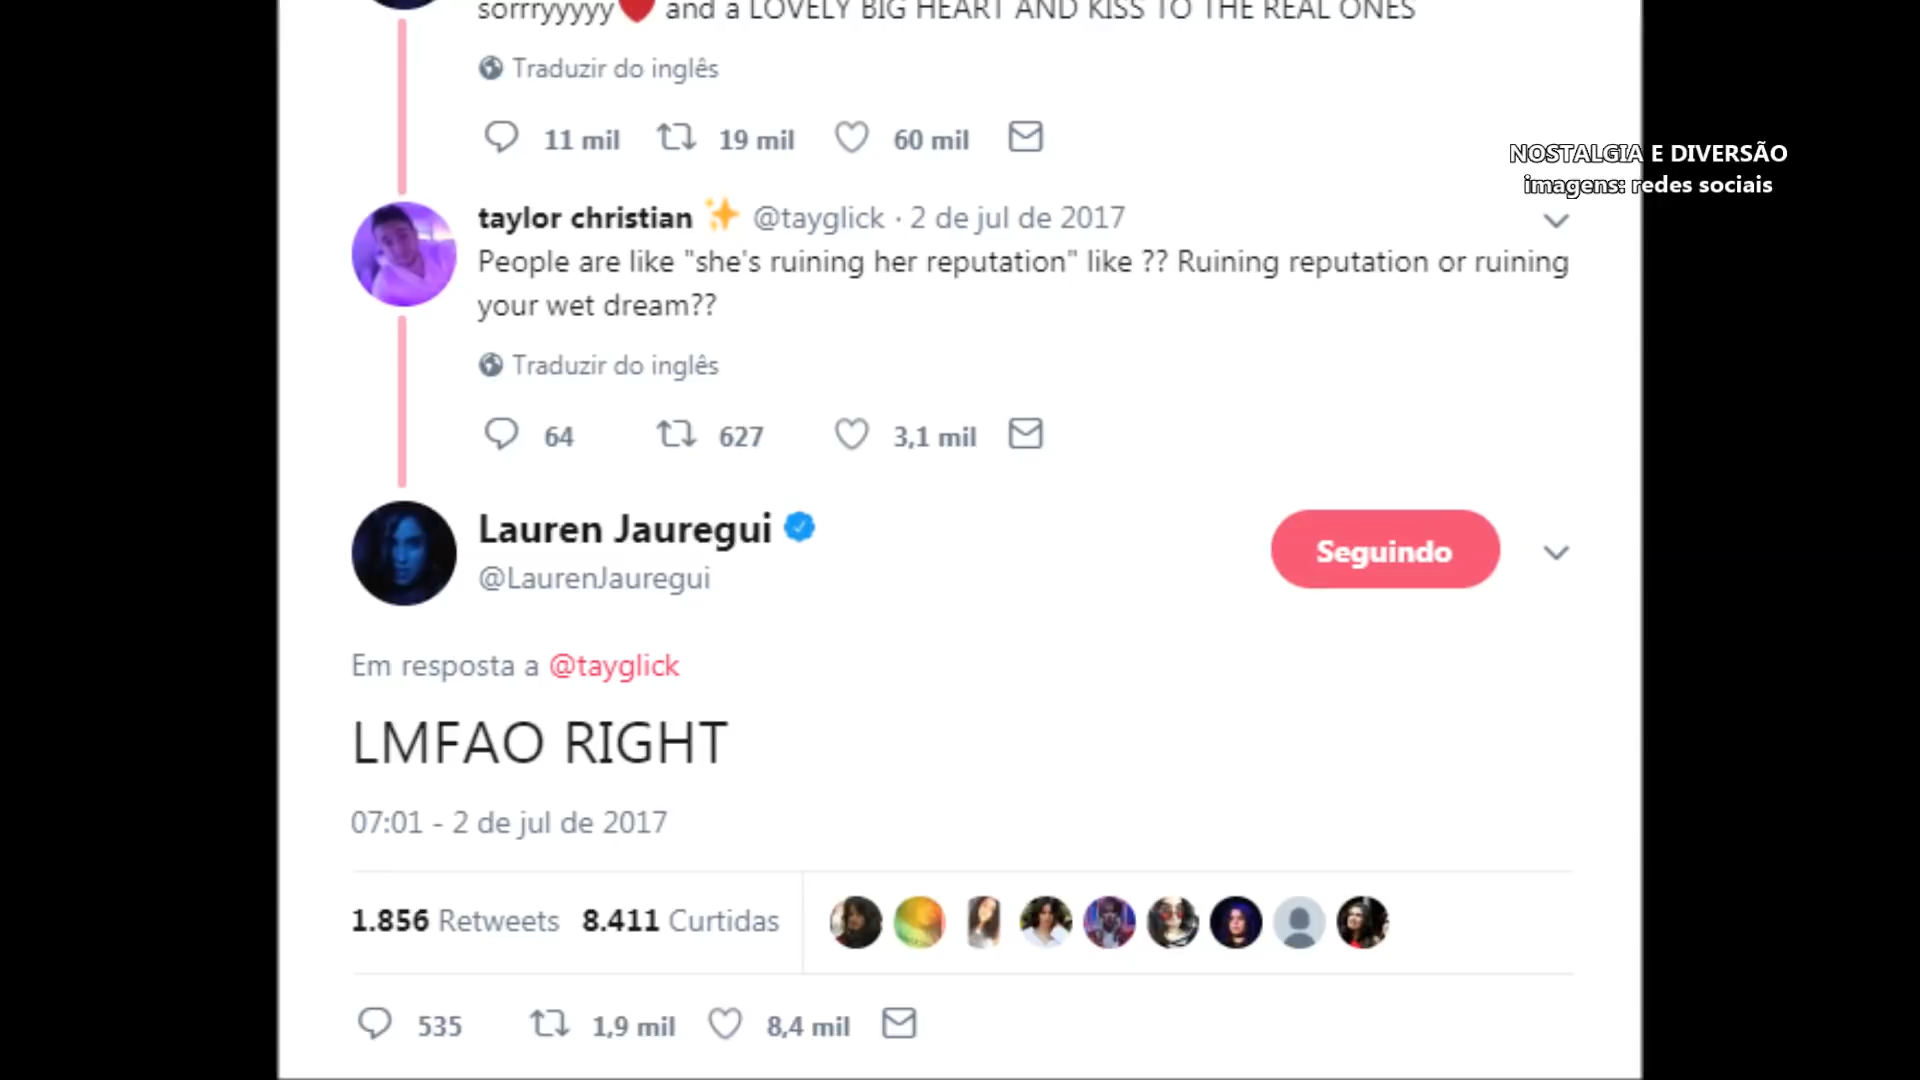 sorrryyyyy and a LOVELY BIG HEART AND KISS TO THE REAL ONES
Traduzir do inglês
11 mil 19 mil 60 mil
NOSTALGIA E DIVERSÃO
imagens: redes sociais
taylor christian @tayglick · 2 de jul de 2017
People are like "she's ruining her reputation" like ?? Ruining reputation or ruining
your wet dream??
Traduzir do inglês
64 627 3,1 mil
Lauren Jauregui
@LaurenJauregui
Seguindo
Em resposta a @tayglick
LMFAO RIGHT
07:01 - 2 de jul de 2017
1.856 Retweets 8.411 Curtidas
535 1,9 mil 8,4 mil